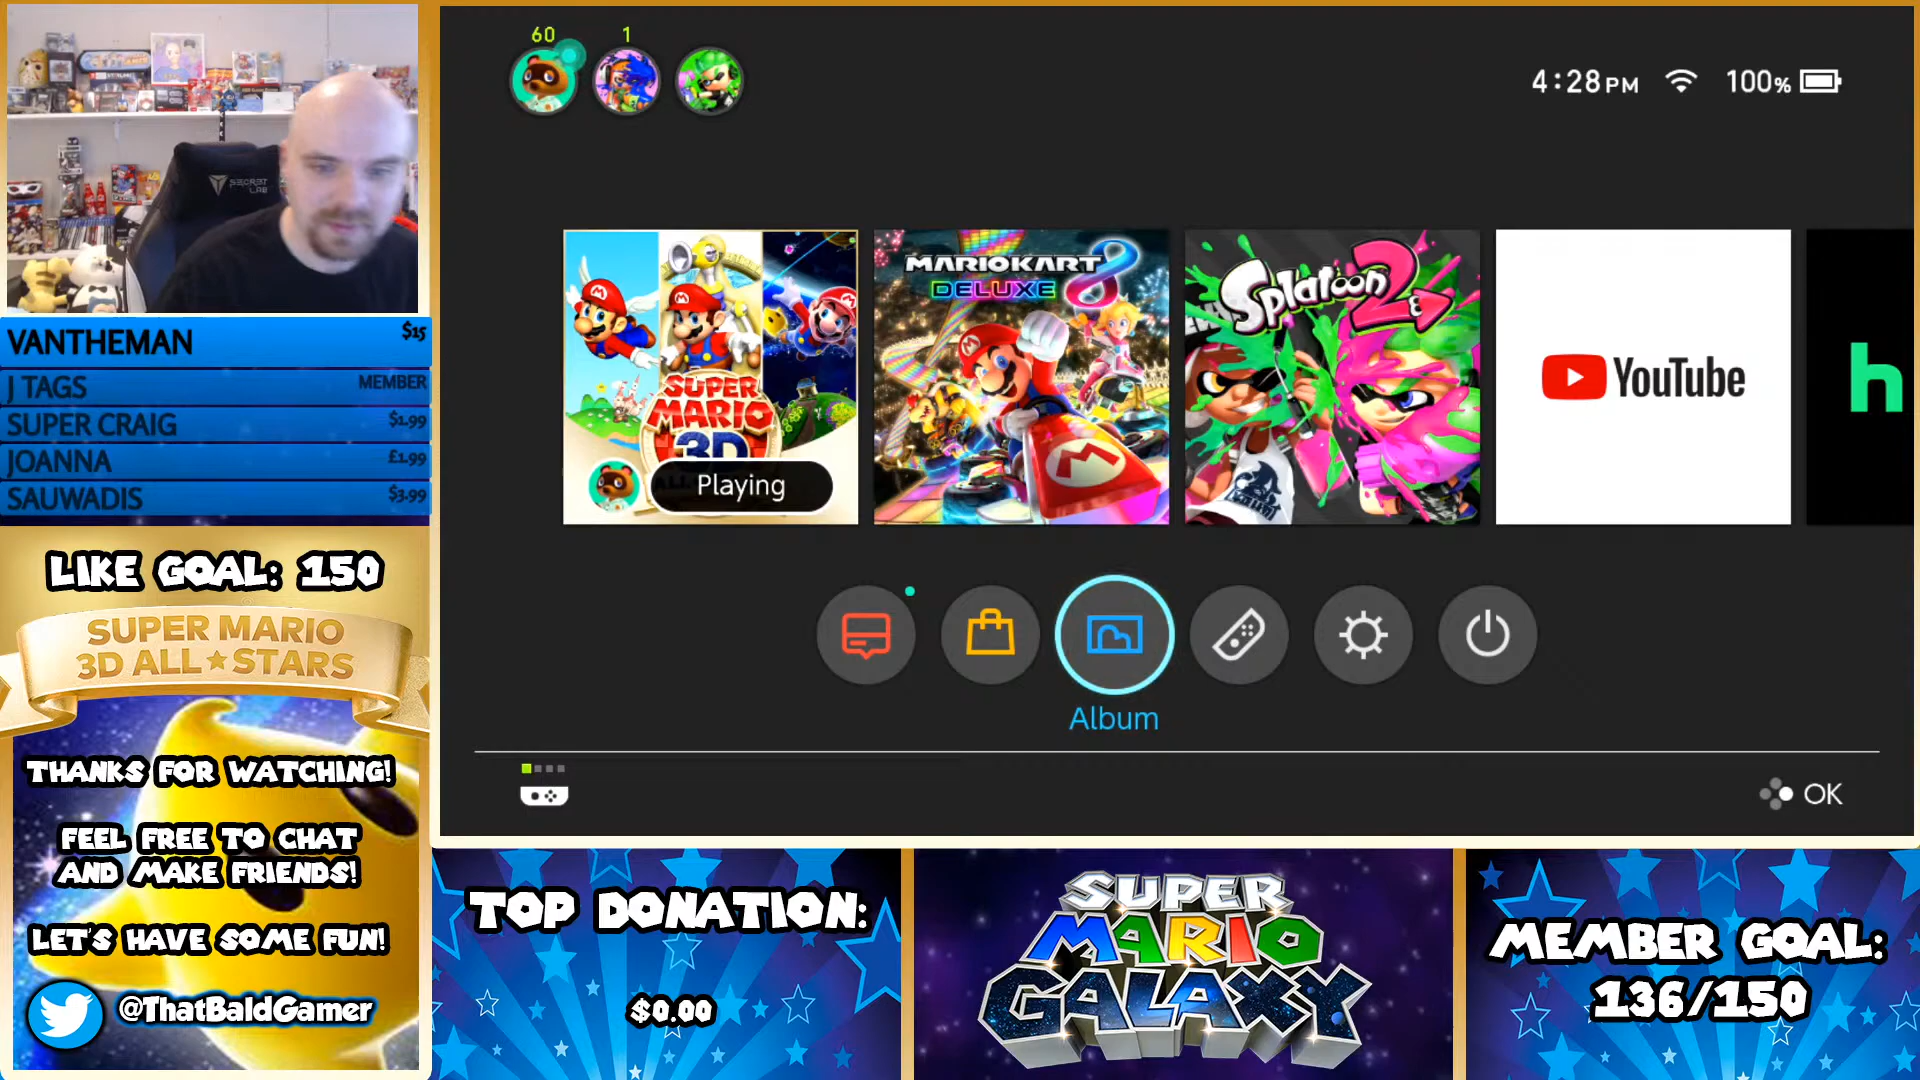 SECRET
LAB
VANTHEMAN $15
J TAGS MEMBER
SUPER CRAIG $1.99
JOANNA £1.99
SAUWADIS $3.99
LIKE GOAL: 150
SUPER MARIO
3D ALL★STARS
THANKS FOR WATCHING!
FEEL FREE TO CHAT
AND MAKE FRIENDS!
LET'S HAVE SOME FUN!
@ThatBaldGamer
60 1
4:28 PM 100%
SUPER
MARIO
3D
Playing
MARIOKART 8
DELUXE
Splatoon 2
YouTube
h
Album
OK
TOP DONATION:
$0.00
SUPER
MARIO
GALAXY
MEMBER GOAL:
136/150